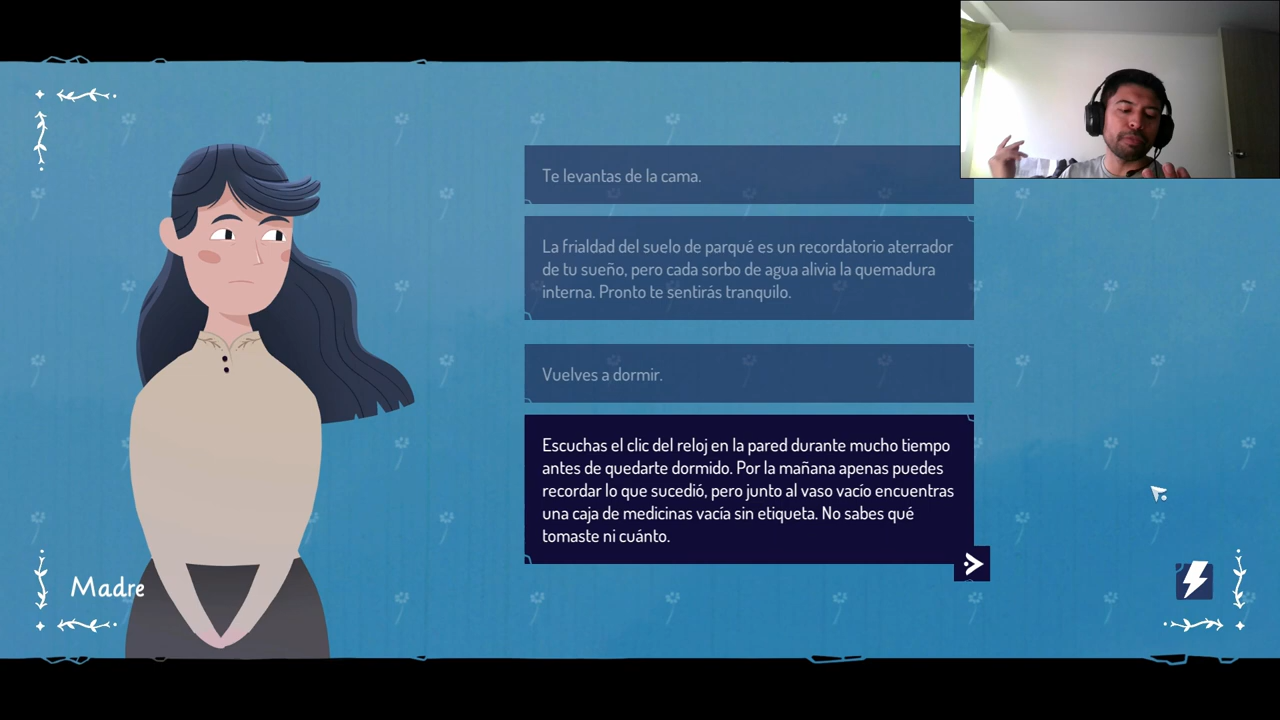 Te levantas de la cama.
La frialdad del suelo de parqué es un recordatorio aterrador
de tu sueño, pero cada sorbo de agua alivia la quemadura
interna. Pronto te sentirás tranquilo.
Vuelves a dormir.
Escuchas el clic del reloj en la pared durante mucho tiempo
antes de quedarte dormido. Por la mañana apenas puedes
recordar lo que sucedió, pero junto al vaso vacío encuentras
una caja de medicinas vacía sin etiqueta. No sabes qué
tomaste ni cuánto.
Madre